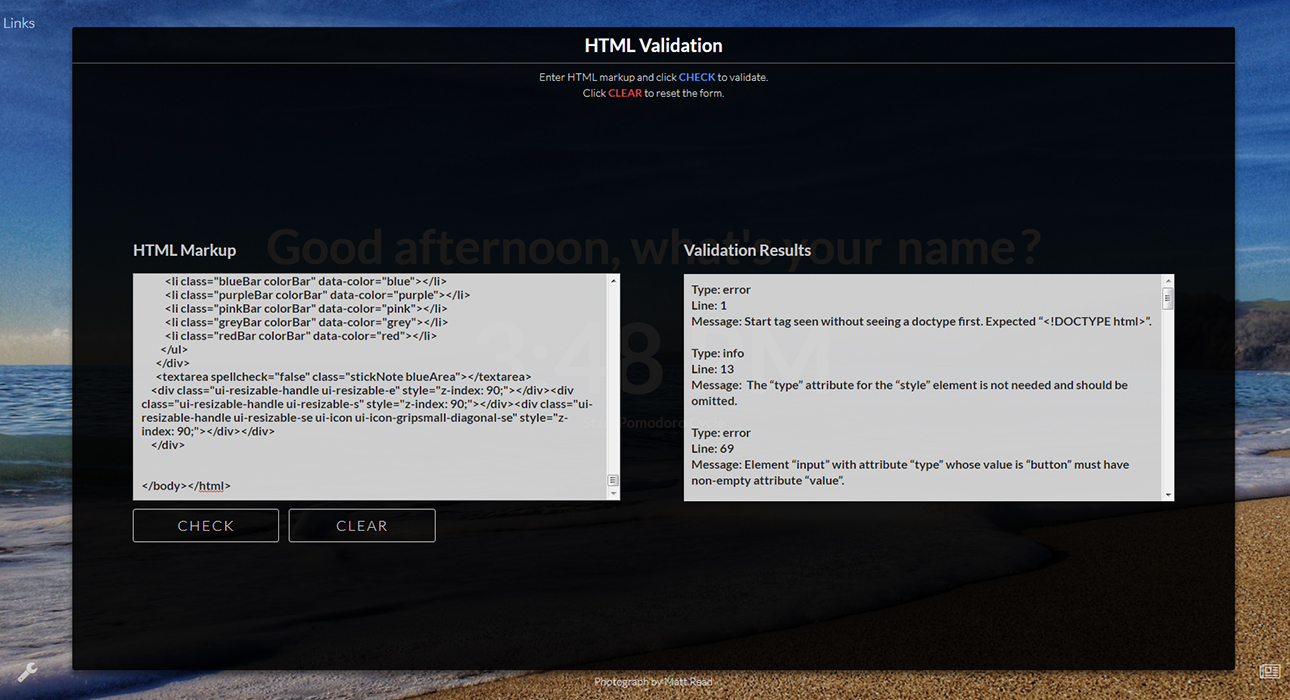 Links
HTML Validation
Enter HTML markup and click CHECK to validate.
Click CLEAR to reset the form.
Good afternoon, what's your name?
HTML Markup
<li class="blueBar colorBar" data-color="blue"></li>
<li class="purpleBar colorBar" data-color="purple"></li>
<li class="pinkBar colorBar" data-color="pink"></li>
<li class="greyBar colorBar" data-color="grey"></li>
<li class="redBar colorBar" data-color="red"></li>
</ul>
</div>
<textarea spellcheck="false" class="stickNote blueArea"></textarea>
<div class="ui-resizable-handle ui-resizable-e" style="z-index: 90;"></div><div
class="ui-resizable-handle ui-resizable-s" style="z-index: 90;"></div><div class="ui-
resizable-handle ui-resizable-se ui-icon ui-icon-gripsmall-diagonal-se" style="z-
index: 90;"></div></div>
</div>
</body></html>
CHECK
CLEAR
Validation Results
Type: error
Line: 1
Message: Start tag seen without seeing a doctype first. Expected “<!DOCTYPE html>”.
Type: info
Line: 13
Message:  The “type” attribute for the “style” element is not needed and should be
omitted.
Type: error
Line: 69
Message: Element “input” with attribute “type” whose value is “button” must have
non-empty attribute “value”.
3:48 PM
Pomodoro
Photograph by Matt Read